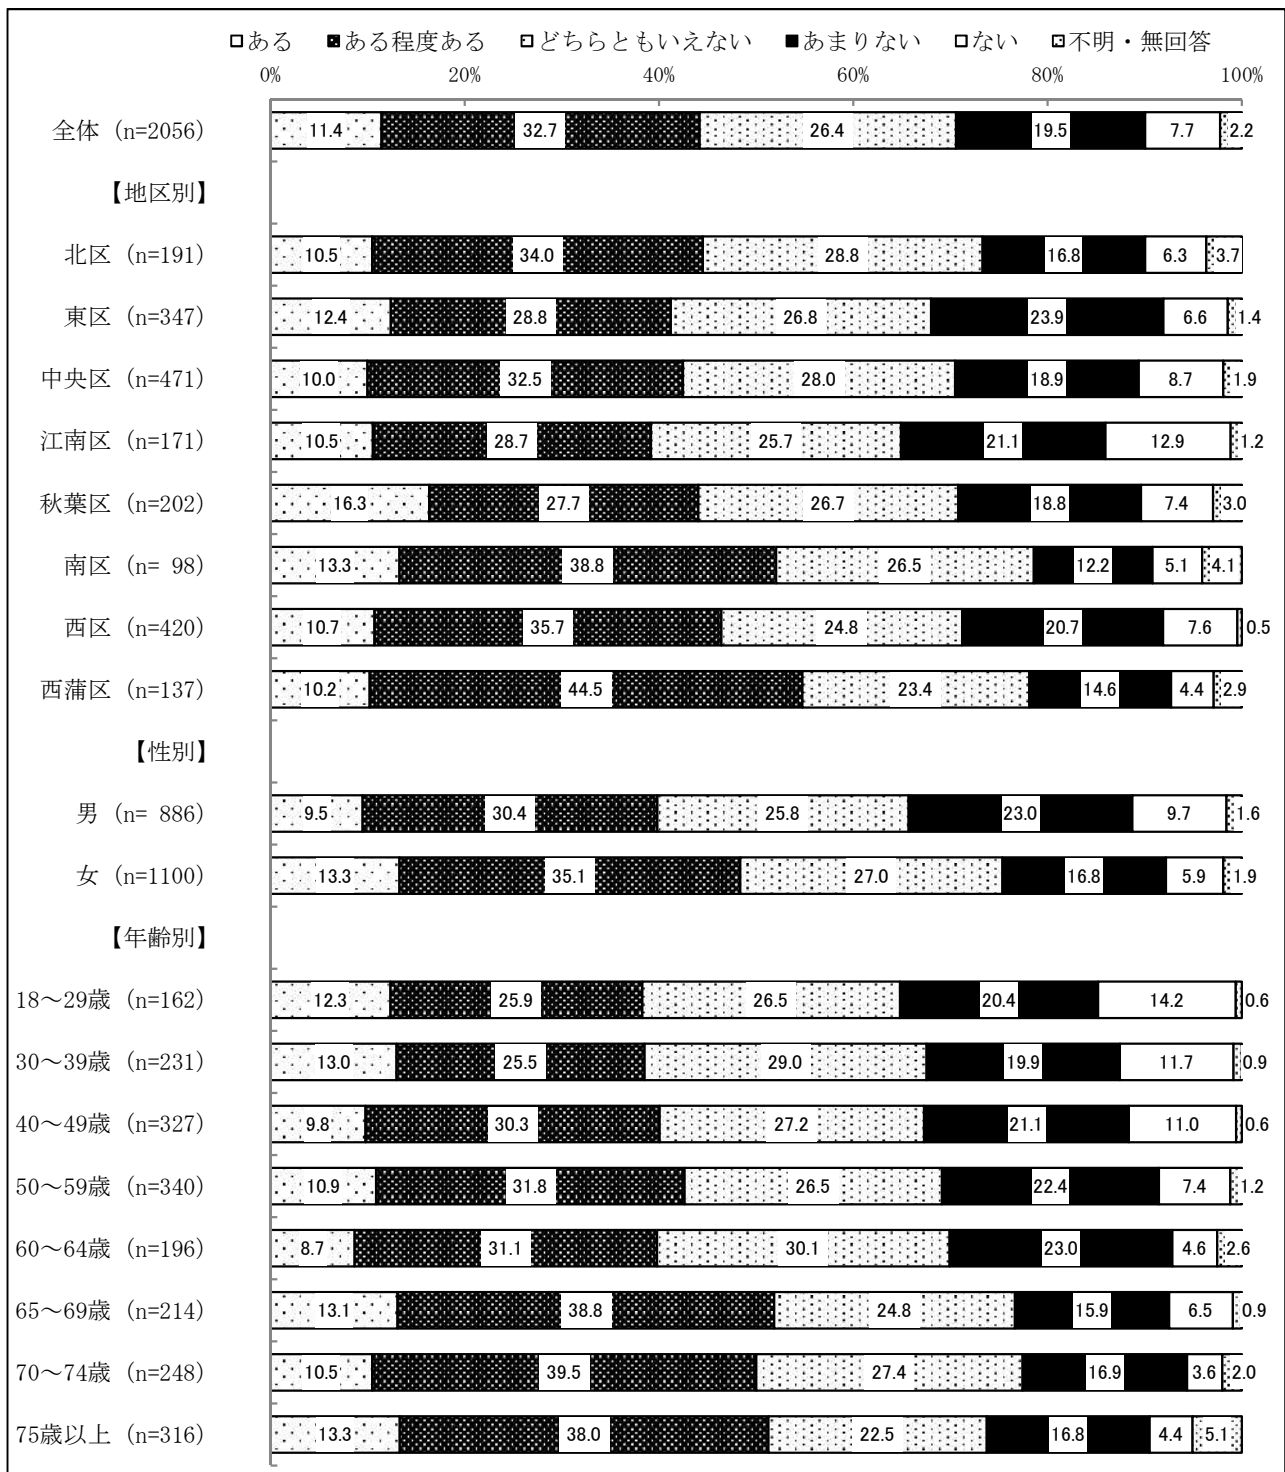 ある ある程度ある どちらともいえない あまりない ない 不明・無回答
0% 20% 40% 60% 80% 100%
全体 (n=2056) 11.4 32.7 26.4 19.5 7.7 2.2
【地区別】
北区 (n=191) 10.5 34.0 28.8 16.8 6.3 3.7
東区 (n=347) 12.4 28.8 26.8 23.9 6.6 1.4
中央区 (n=471) 10.0 32.5 28.0 18.9 8.7 1.9
江南区 (n=171) 10.5 28.7 25.7 21.1 12.9 1.2
秋葉区 (n=202) 16.3 27.7 26.7 18.8 7.4 3.0
南区 (n= 98) 13.3 38.8 26.5 12.2 5.1 4.1
西区 (n=420) 10.7 35.7 24.8 20.7 7.6 0.5
西蒲区 (n=137) 10.2 44.5 23.4 14.6 4.4 2.9
【性別】
男 (n= 886) 9.5 30.4 25.8 23.0 9.7 1.6
女 (n=1100) 13.3 35.1 27.0 16.8 5.9 1.9
【年齢別】
18～29歳 (n=162) 12.3 25.9 26.5 20.4 14.2 0.6
30～39歳 (n=231) 13.0 25.5 29.0 19.9 11.7 0.9
40～49歳 (n=327) 9.8 30.3 27.2 21.1 11.0 0.6
50～59歳 (n=340) 10.9 31.8 26.5 22.4 7.4 1.2
60～64歳 (n=196) 8.7 31.1 30.1 23.0 4.6 2.6
65～69歳 (n=214) 13.1 38.8 24.8 15.9 6.5 0.9
70～74歳 (n=248) 10.5 39.5 27.4 16.9 3.6 2.0
75歳以上 (n=316) 13.3 38.0 22.5 16.8 4.4 5.1